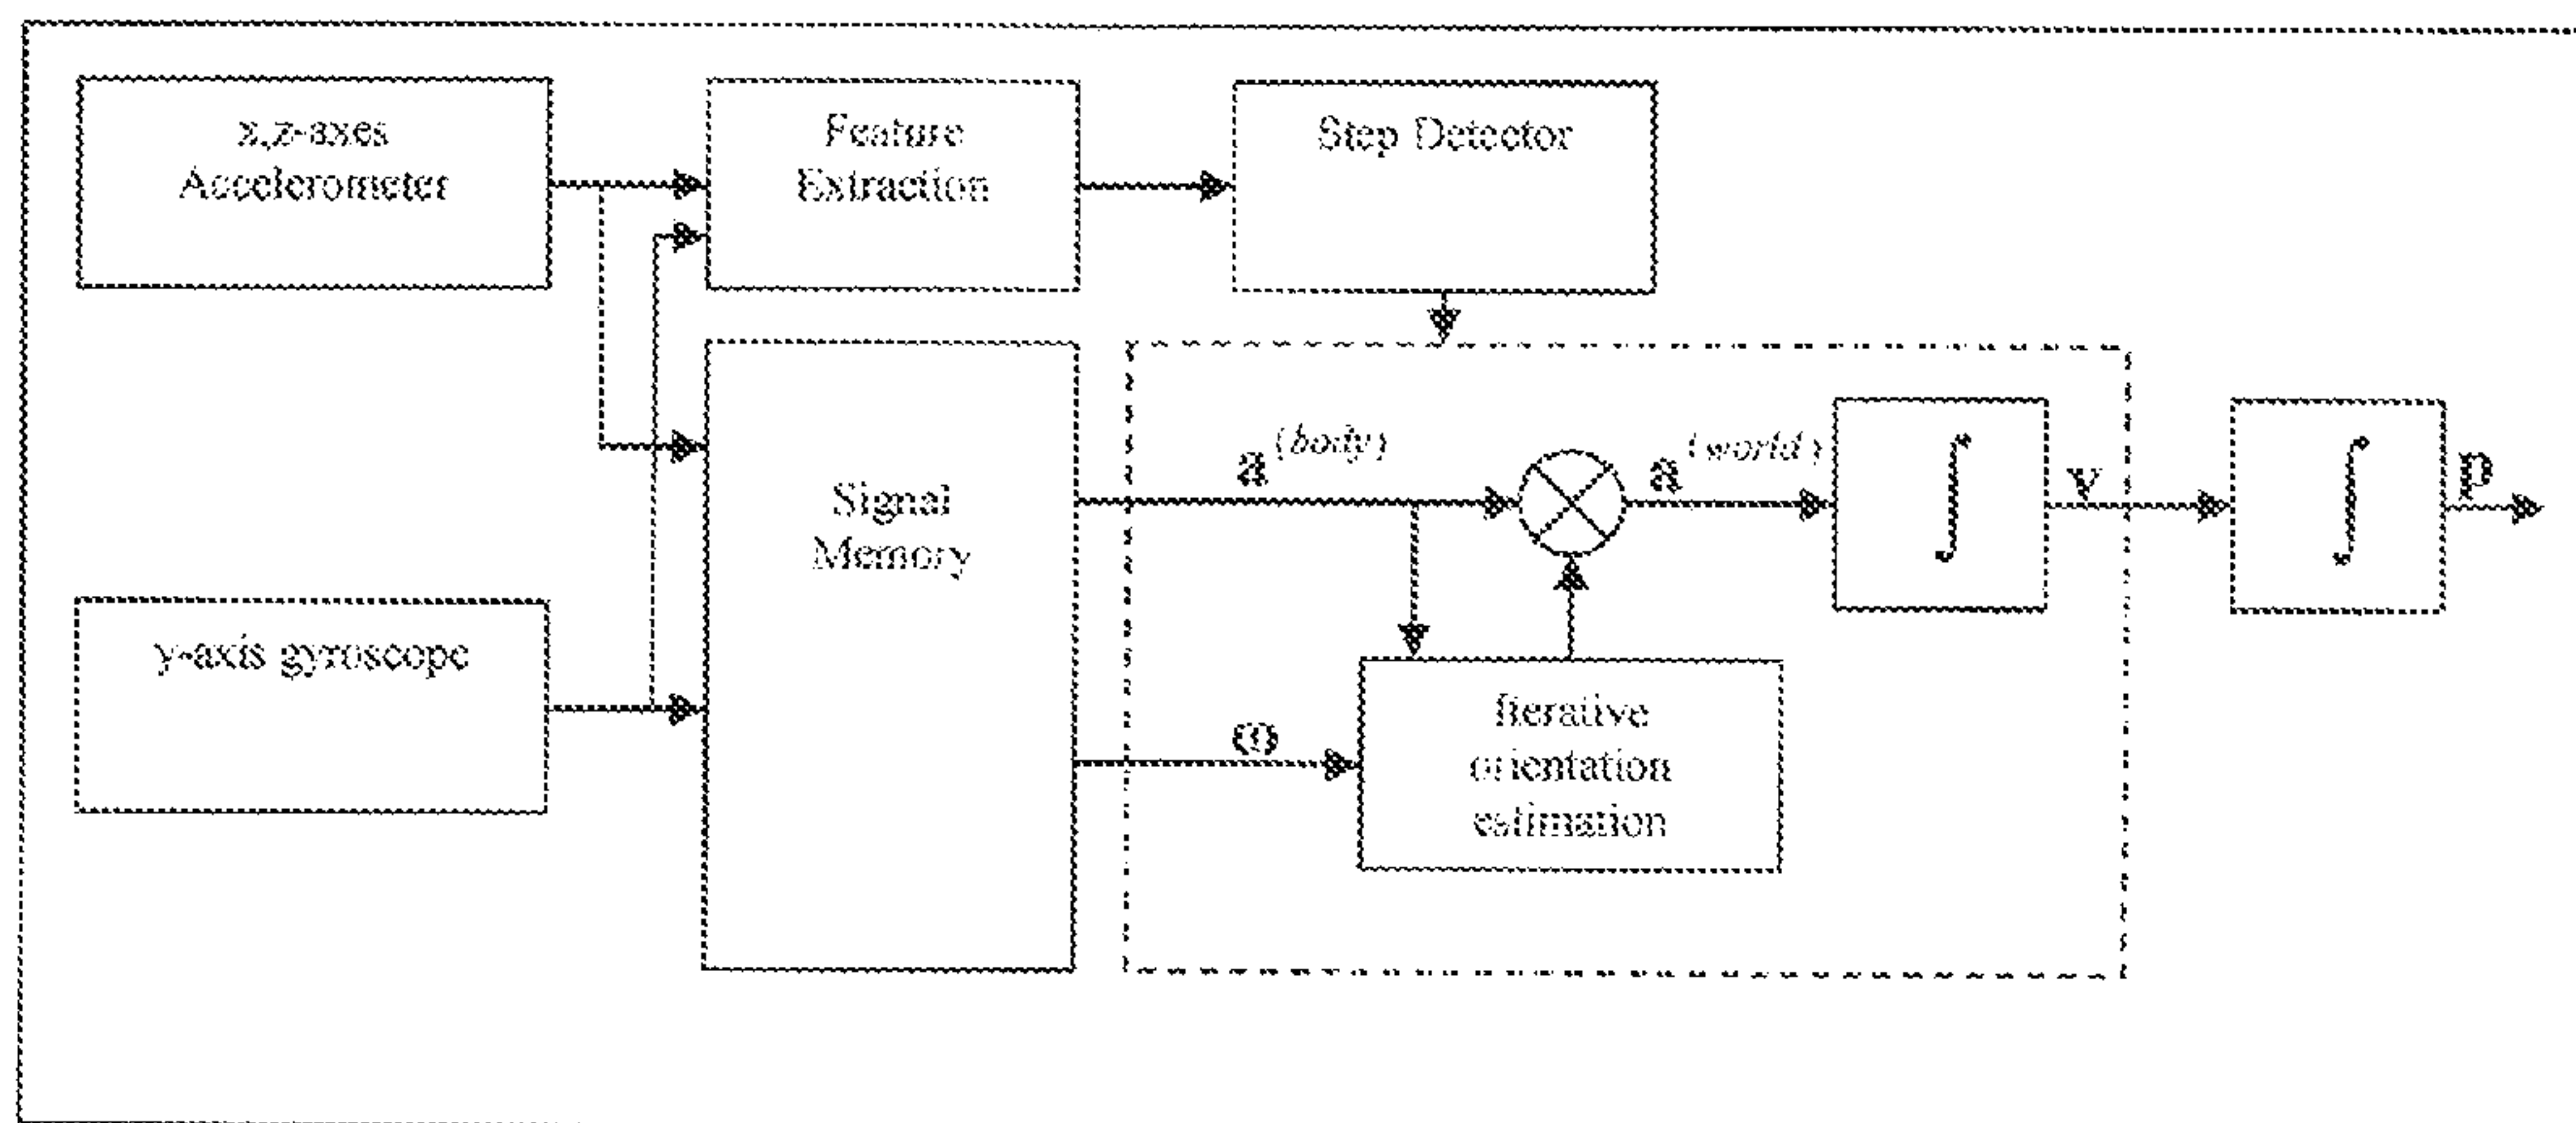 x,z-axes
Accelerometer
Feature
Extraction
Step Detector
Signal
Memory
y-axis gyroscope
a(body)
a(world)
∫
v
∫
p
ω
Iterative
orientation
estimation